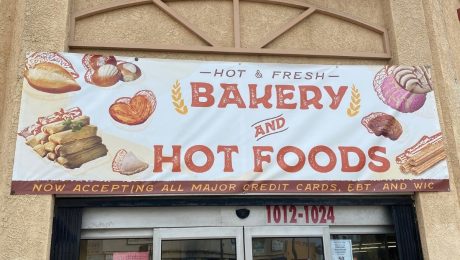 HOT & FRESH
BAKERY
AND
HOT FOODS
NOW ACCEPTING ALL MAJOR CREDIT CARDS, EBT, AND WIC
1012-1024